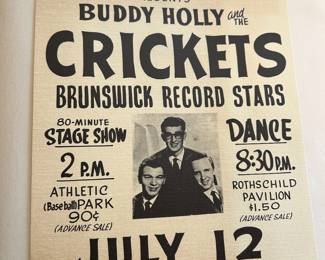 BUDDY HOLLY and THE
CRICKETS
BRUNSWICK RECORD STARS
80-MINUTE
STAGE SHOW
2 P.M.
ATHLETIC
(Baseball) PARK
90¢
(ADVANCE SALE)
DANCE
8:30 P.M.
ROTHSCHILD
PAVILION
$1.50
(ADVANCE SALE)
JULY 12